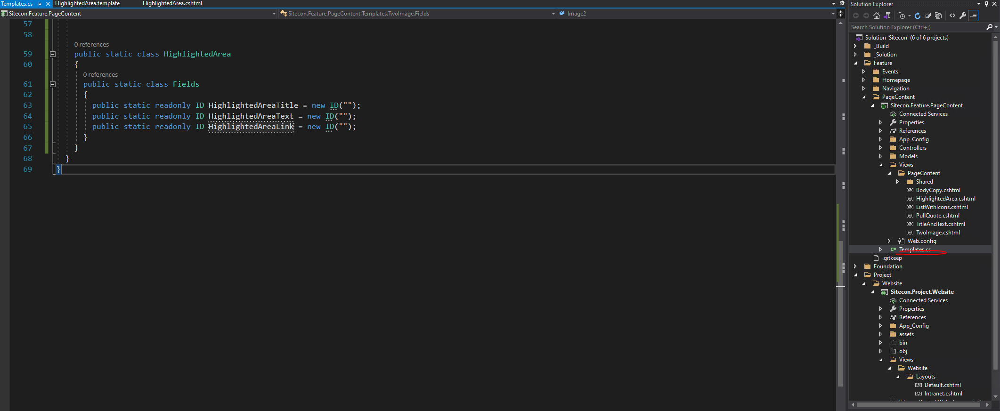 Templates.cs
HighlightedArea.template
HighlightedArea.cshtml
Sitecon.Feature.PageContent
Sitecon.Feature.PageContent.Templates.TwoImage.Fields
Image2
57
58
0 references
59 public static class HighlightedArea
60 {
0 references
61 public static class Fields
62 {
63 public static readonly ID HighlightedAreaTitle = new ID("");
64 public static readonly ID HighlightedAreaText = new ID("");
65 public static readonly ID HighlightedAreaLink = new ID("");
66 }
67 }
68 }
69 }
Solution Explorer
Search Solution Explorer (Ctrl+;)
Solution 'Sitecon' (6 of 6 projects)
_Build
_Solution
Feature
Events
Homepage
Navigation
PageContent
Sitecon.Feature.PageContent
Connected Services
Properties
References
App_Config
Controllers
Models
Views
PageContent
Shared
BodyCopy.cshtml
HighlightedArea.cshtml
ListWithIcons.cshtml
PullQuote.cshtml
TitleAndText.cshtml
TwoImage.cshtml
Web.config
C# Templates.cs
.gitkeep
Foundation
Project
Website
Sitecon.Project.Website
Connected Services
Properties
References
App_Config
assets
bin
obj
Views
Website
Layouts
Default.cshtml
Intranet.cshtml